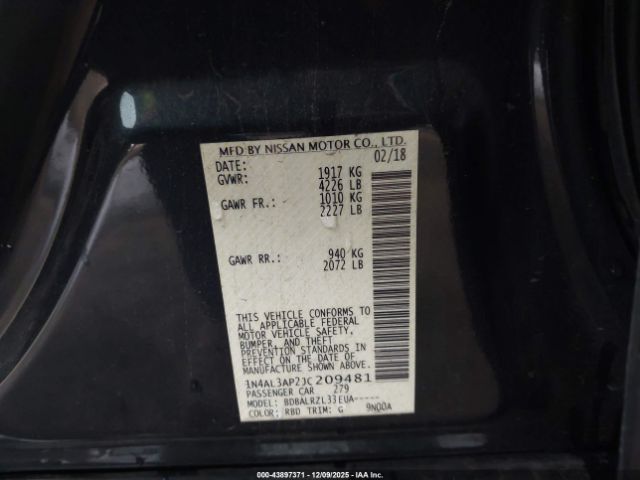 MFD BY NISSAN MOTOR CO., LTD.
DATE: 02/18
GVWR: 1917 KG
4226 LB
GAWR FR.: 1010 KG
2227 LB
GAWR RR.: 940 KG
2072 LB
THIS VEHICLE CONFORMS TO
ALL APPLICABLE FEDERAL
MOTOR VEHICLE SAFETY,
BUMPER, AND THEFT
PREVENTION STANDARDS
IN EFFECT ON THE DATE OF
MANUFACTURE SHOWN ABOVE.
1N4AL3AP2JC209481
PASSENGER CAR 279
MODEL: BDBALRZL33EUA-----
COLOR: RBD TRIM: G 9N00A
000-43897371 - 12/09/2025 - IAA Inc.